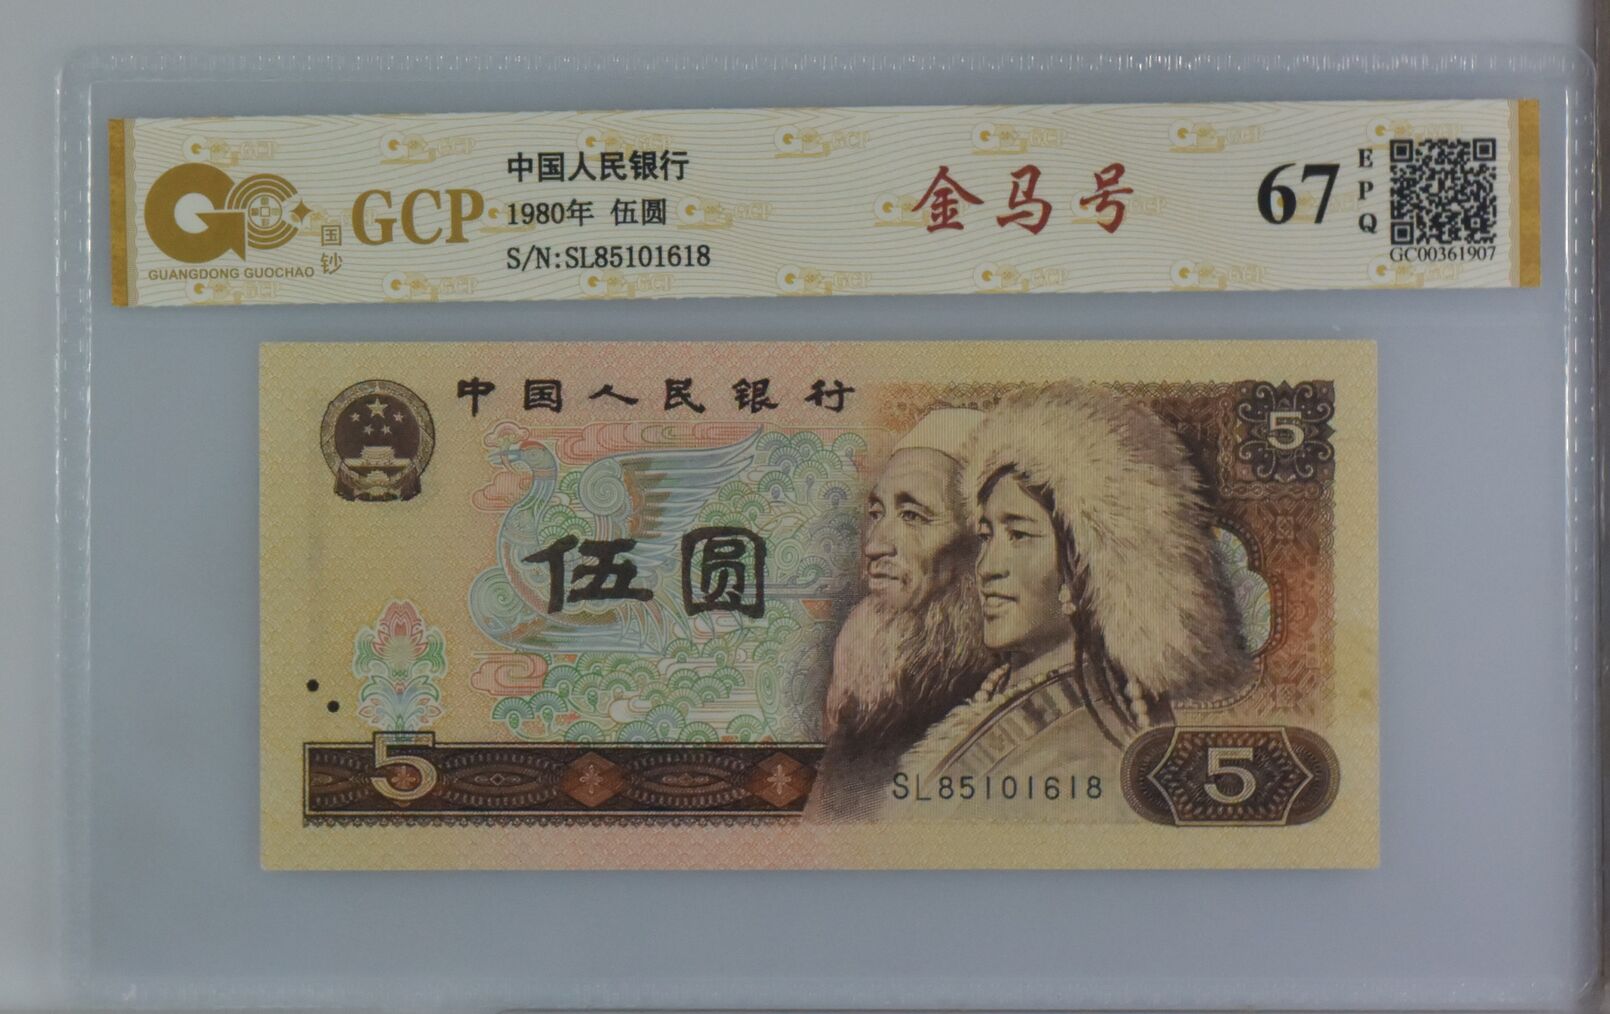 GCP
国钞
GUANGDONG GUOCHAO
中国人民银行
1980年 伍圆
S/N:SL85101618
金马号
67
EPQ
GC00361907
中国人民银行
5
伍圆
5
SL85101618
5